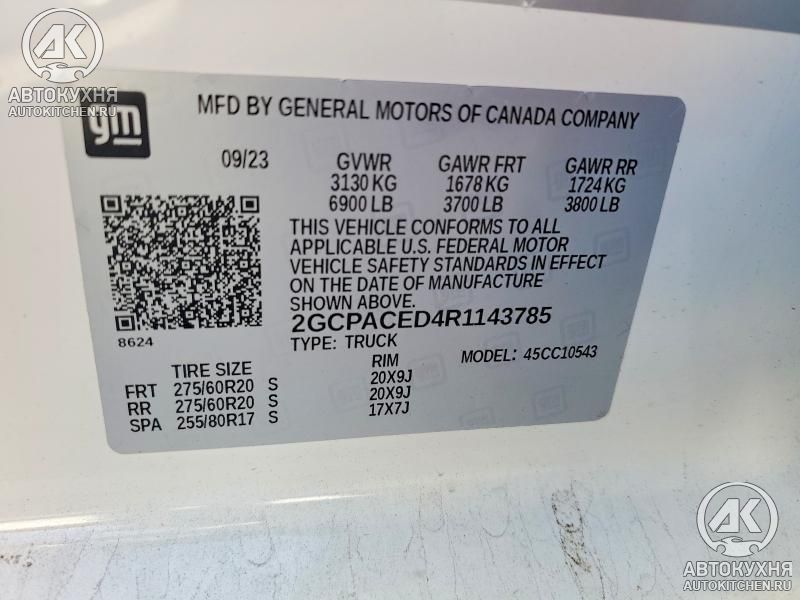 AK
АВТОКУХНЯ
AUTOKITCHEN.RU
gm
MFD BY GENERAL MOTORS OF CANADA COMPANY
09/23 GVWR GAWR FRT GAWR RR
3130 KG 1678 KG 1724 KG
6900 LB 3700 LB 3800 LB
THIS VEHICLE CONFORMS TO ALL
APPLICABLE U.S. FEDERAL MOTOR
VEHICLE SAFETY STANDARDS IN EFFECT
ON THE DATE OF MANUFACTURE
SHOWN ABOVE.
8624
2GCPACED4R1143785
TYPE: TRUCK MODEL: 45CC10543
TIRE SIZE RIM
FRT 275/60R20 S 20X9J
RR 275/60R20 S 20X9J
SPA 255/80R17 S 17X7J
AK
АВТОКУХНЯ
AUTOKITCHEN.RU